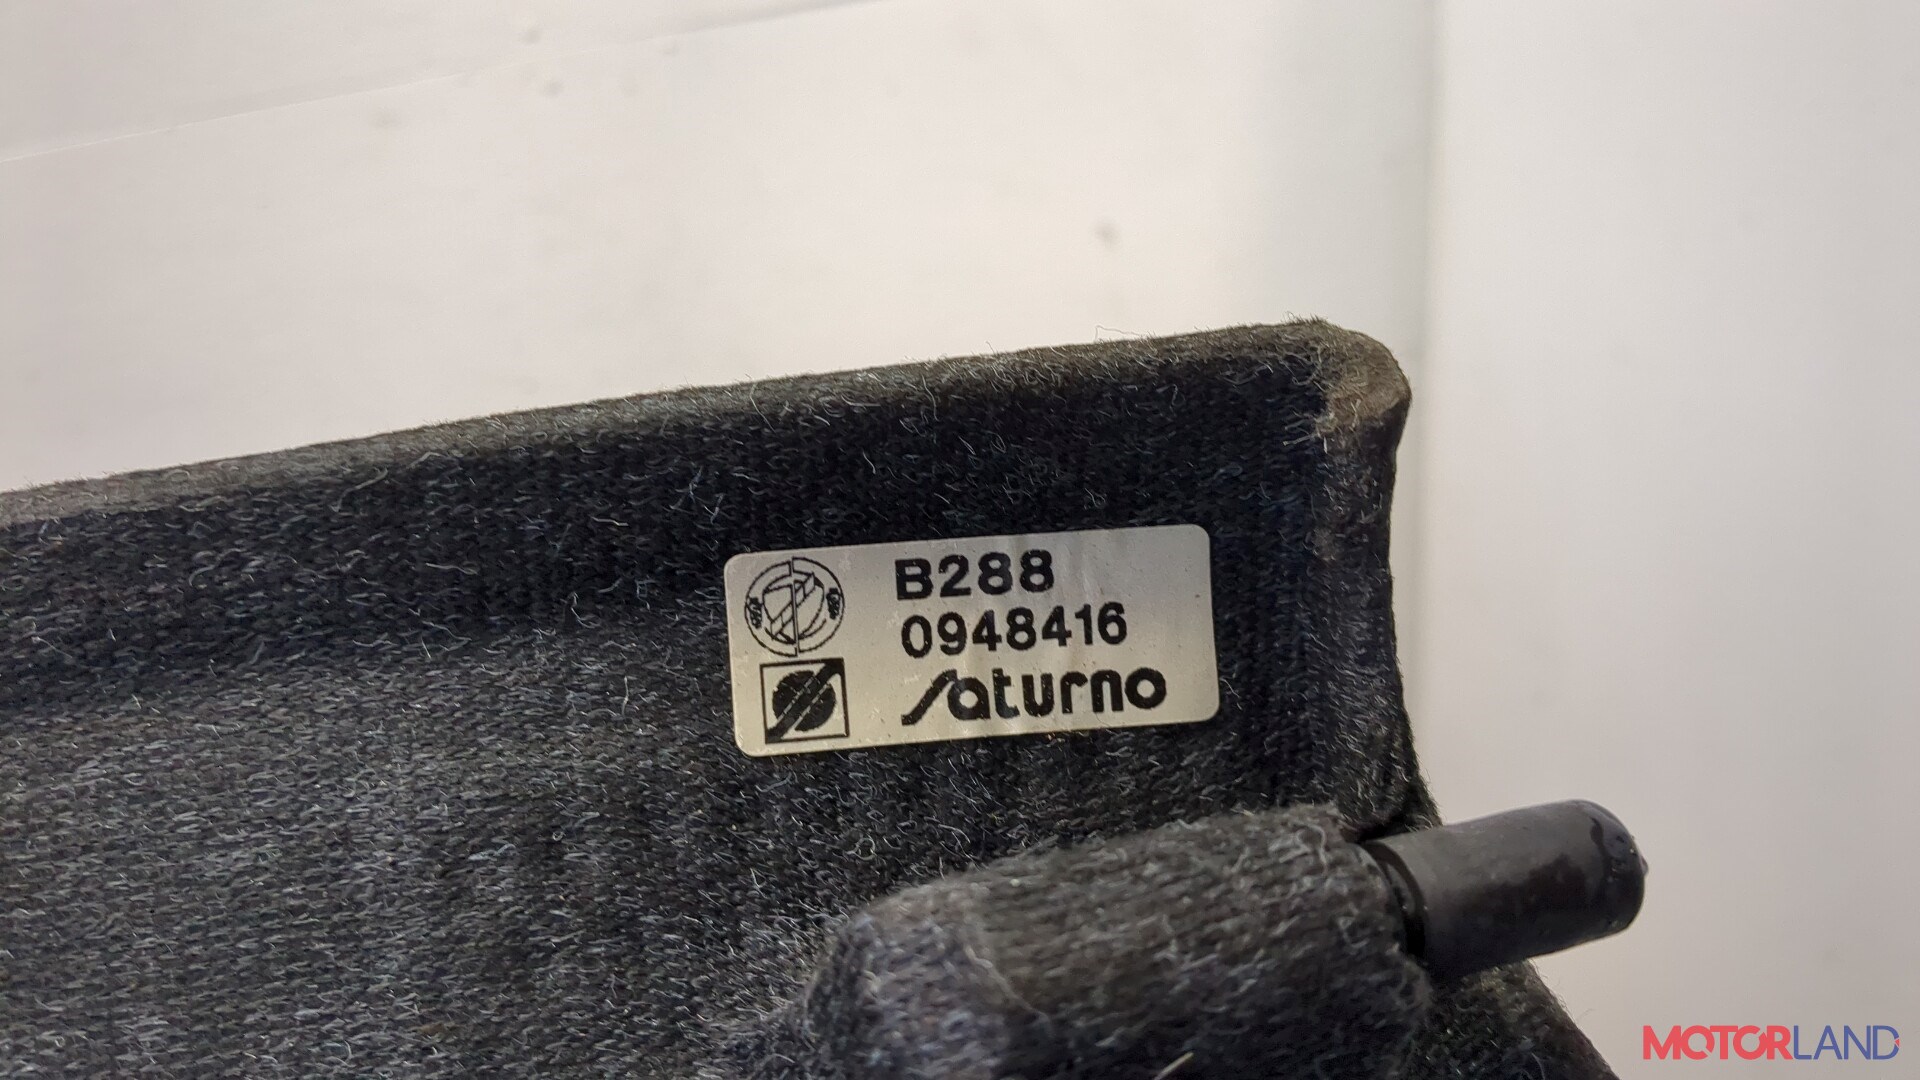 B288
0948416
Saturno
MOTORLAND